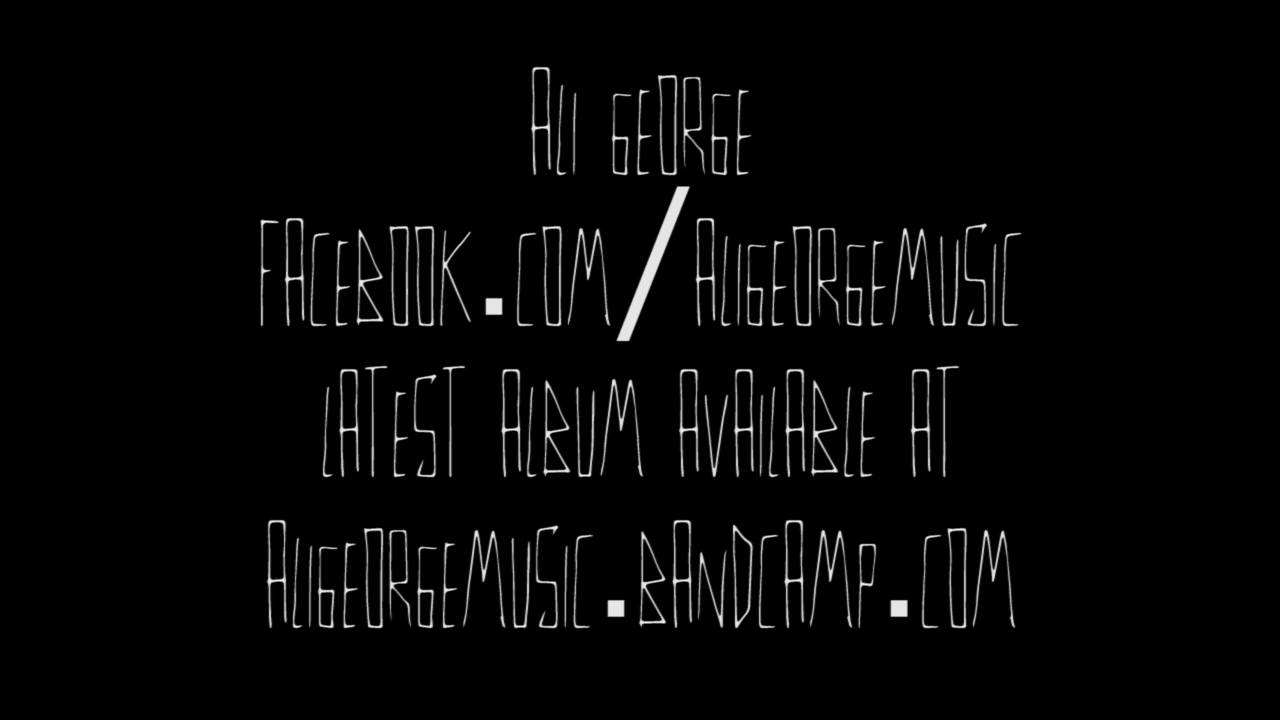 ALI GEORGE
FACEBOOK.COM/ALIGEORGEMUSIC
LATEST ALBUM AVAILABLE AT
ALIGEORGEMUSIC.BANDCAMP.COM